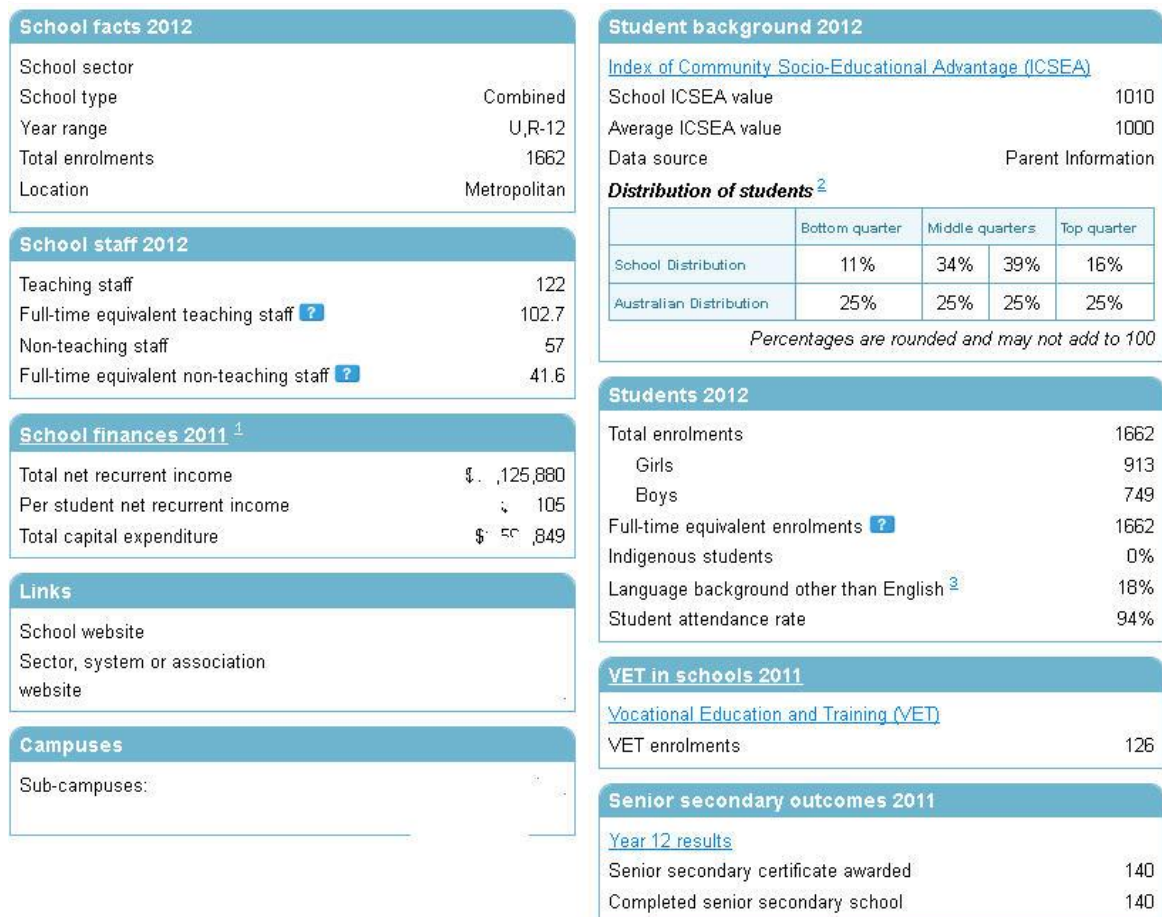 School facts 2012
School sector
School type Combined
Year range U,R-12
Total enrolments 1662
Location Metropolitan
School staff 2012
Teaching staff 122
Full-time equivalent teaching staff ? 102.7
Non-teaching staff 57
Full-time equivalent non-teaching staff ? 41.6
School finances 2011 1
Total net recurrent income $ ,125,880
Per student net recurrent income 105
Total capital expenditure $ ,849
Links
School website
Sector, system or association
website
Campuses
Sub-campuses:
Student background 2012
Index of Community Socio-Educational Advantage (ICSEA)
School ICSEA value 1010
Average ICSEA value 1000
Data source Parent Information
Distribution of students 2
Bottom quarter Middle quarters Top quarter
School Distribution 11% 34% 39% 16%
Australian Distribution 25% 25% 25% 25%
Percentages are rounded and may not add to 100
Students 2012
Total enrolments 1662
Girls 913
Boys 749
Full-time equivalent enrolments ? 1662
Indigenous students 0%
Language background other than English 3 18%
Student attendance rate 94%
VET in schools 2011
Vocational Education and Training (VET)
VET enrolments 126
Senior secondary outcomes 2011
Year 12 results
Senior secondary certificate awarded 140
Completed senior secondary school 140